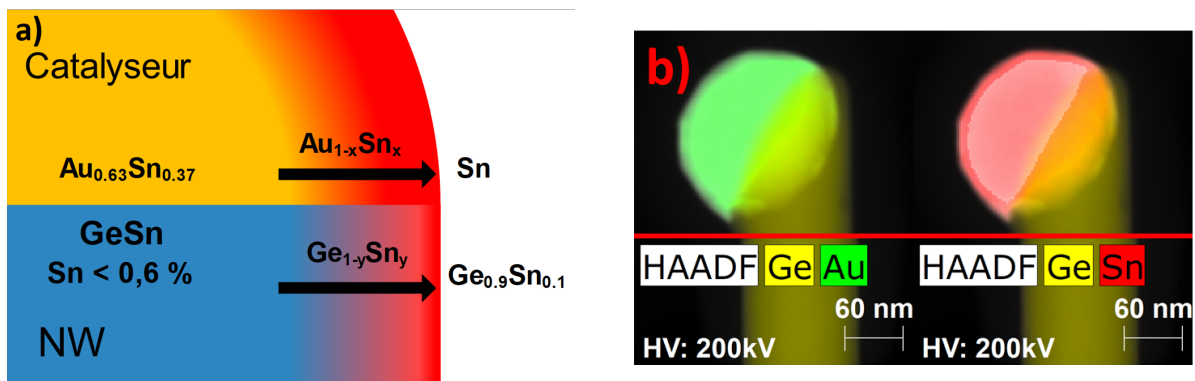 a)
Catalyseur
Au1-xSnx
Au0.63Sn0.37
Sn
GeSn
Sn < 0,6 %
Ge1-ySny
Ge0.9Sn0.1
NW
b)
HAADF Ge Au
60 nm
HV: 200kV
HAADF Ge Sn
60 nm
HV: 200kV